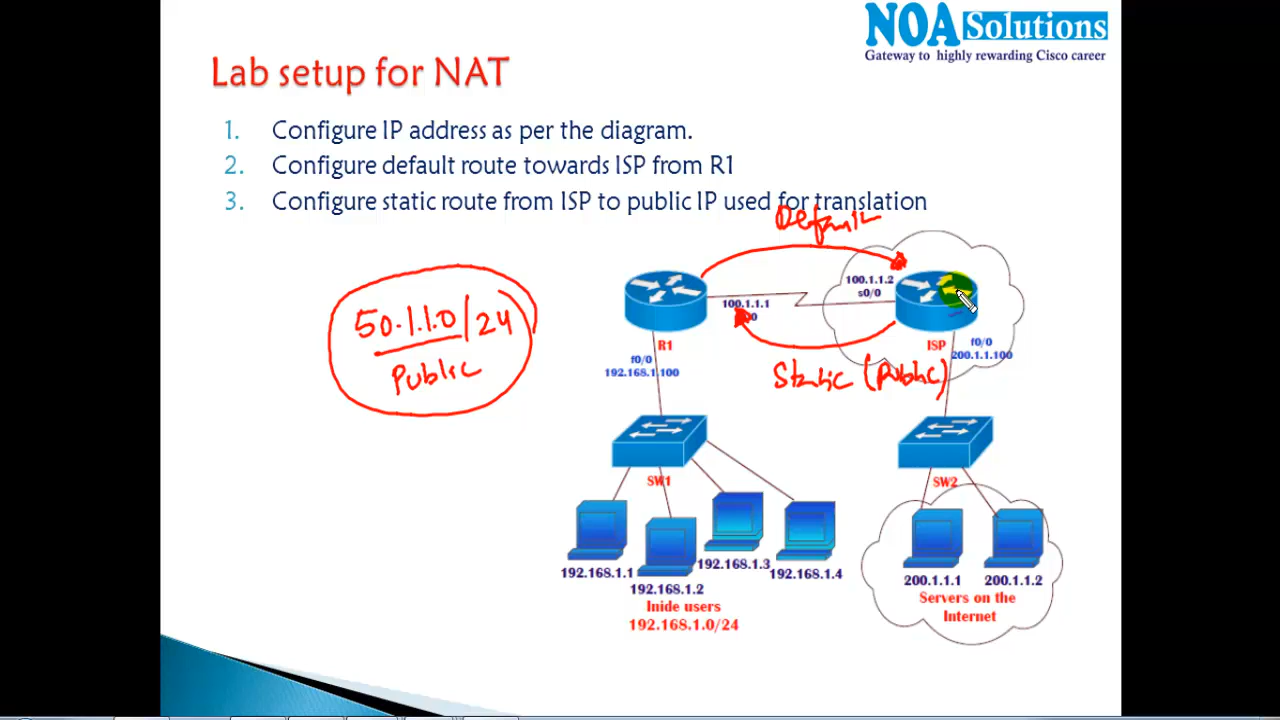 NOA Solutions
Gateway to highly rewarding Cisco career
Lab setup for NAT
1. Configure IP address as per the diagram.
2. Configure default route towards ISP from R1
3. Configure static route from ISP to public IP used for translation
Default
50.1.1.0/24
Public
100.1.1.1
100.1.1.2
s0/0
R1
ISP
f0/0
192.168.1.100
f0/0
200.1.1.100
Static (Public)
SW1
SW2
192.168.1.1
192.168.1.2
192.168.1.3
192.168.1.4
Inide users
192.168.1.0/24
200.1.1.1
200.1.1.2
Servers on the
Internet